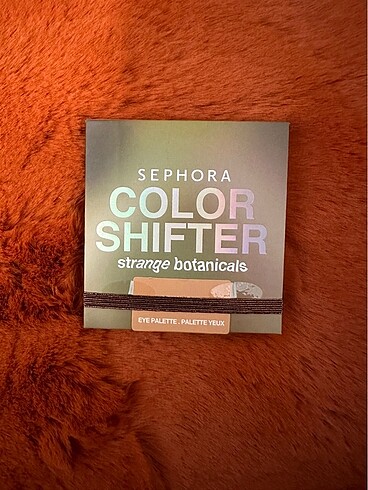 SEPHORA
COLOR
SHIFTER
strange botanicals
EYE PALETTE . PALETTE YEUX